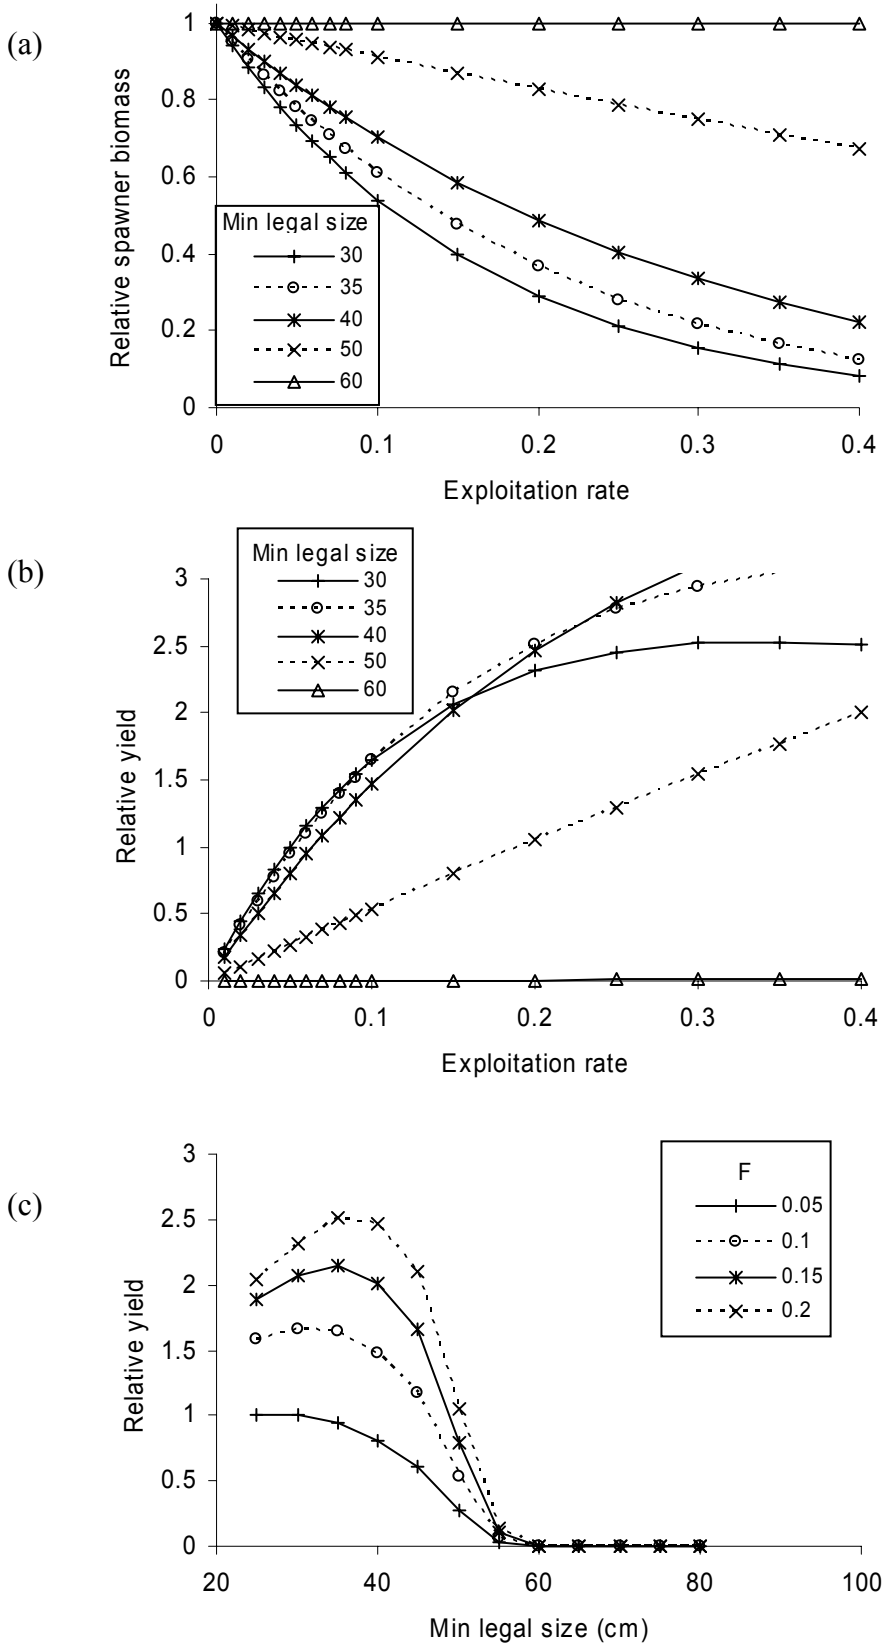 (a)
Relative spawner biomass
1
0.8
0.6
0.4
0.2
0
Min legal size
30
35
40
50
60
0 0.1 0.2 0.3 0.4
Exploitation rate
(b)
Relative yield
Min legal size
30
35
40
50
60
3
2.5
2
1.5
1
0.5
0
0 0.1 0.2 0.3 0.4
Exploitation rate
(c)
Relative yield
3
2.5
2
1.5
1
0.5
0
F
0.05
0.1
0.15
0.2
20 40 60 80 100
Min legal size (cm)